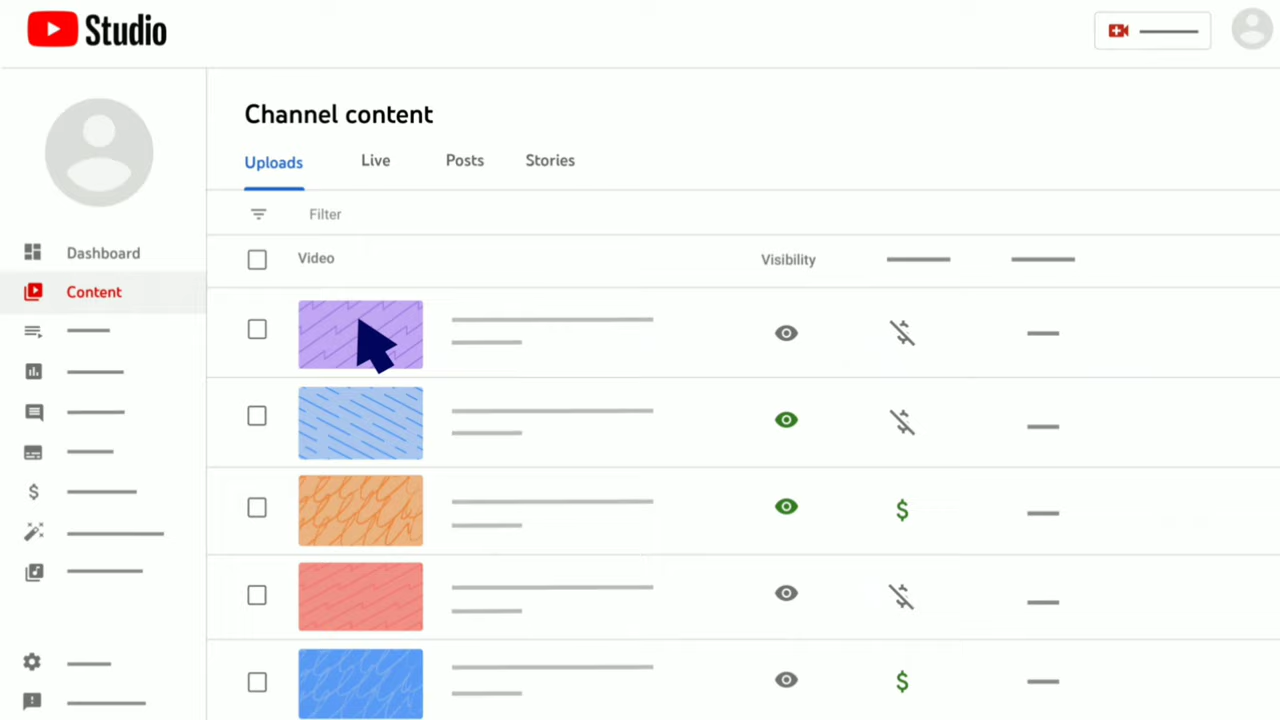 Studio
Channel content
Uploads Live Posts Stories
Filter
Dashboard
Video Visibility
Content